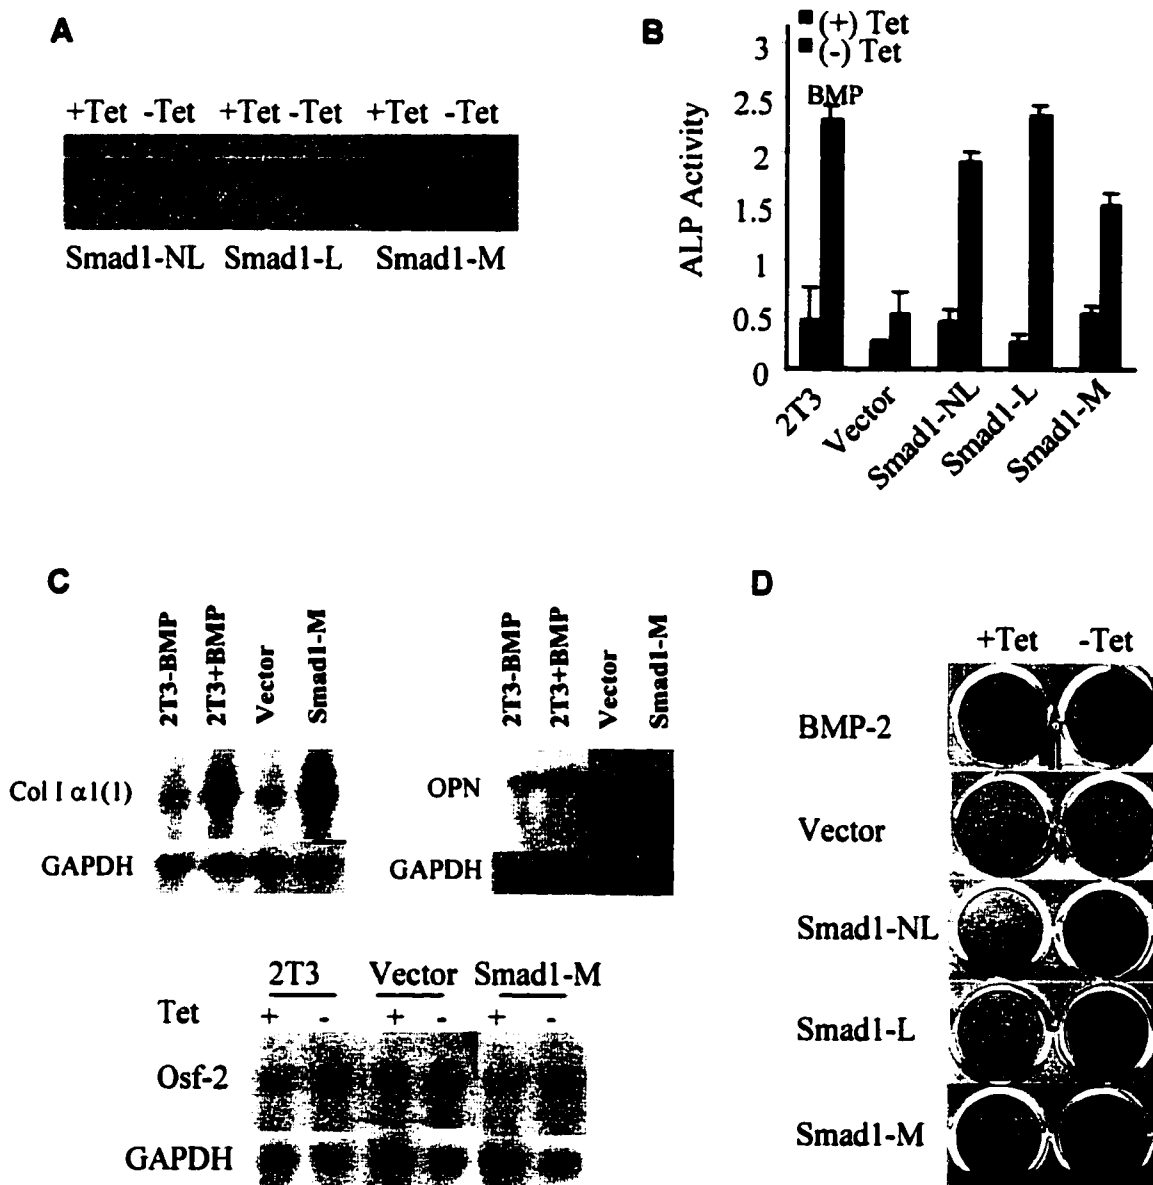 A
+Tet -Tet +Tet -Tet +Tet -Tet
Smad1-NL Smad1-L Smad1-M
B
(+) Tet
(-) Tet
BMP
ALP Activity
3
2.5
2
1.5
1
0.5
0
2T3
Vector
Smad1-NL
Smad1-L
Smad1-M
C
2T3-BMP
2T3+BMP
Vector
Smad1-M
Col I α1(1)
GAPDH
2T3-BMP
2T3+BMP
Vector
Smad1-M
OPN
GAPDH
2T3 Vector Smad1-M
Tet + - + - + -
Osf-2
GAPDH
D
+Tet -Tet
BMP-2
Vector
Smad1-NL
Smad1-L
Smad1-M